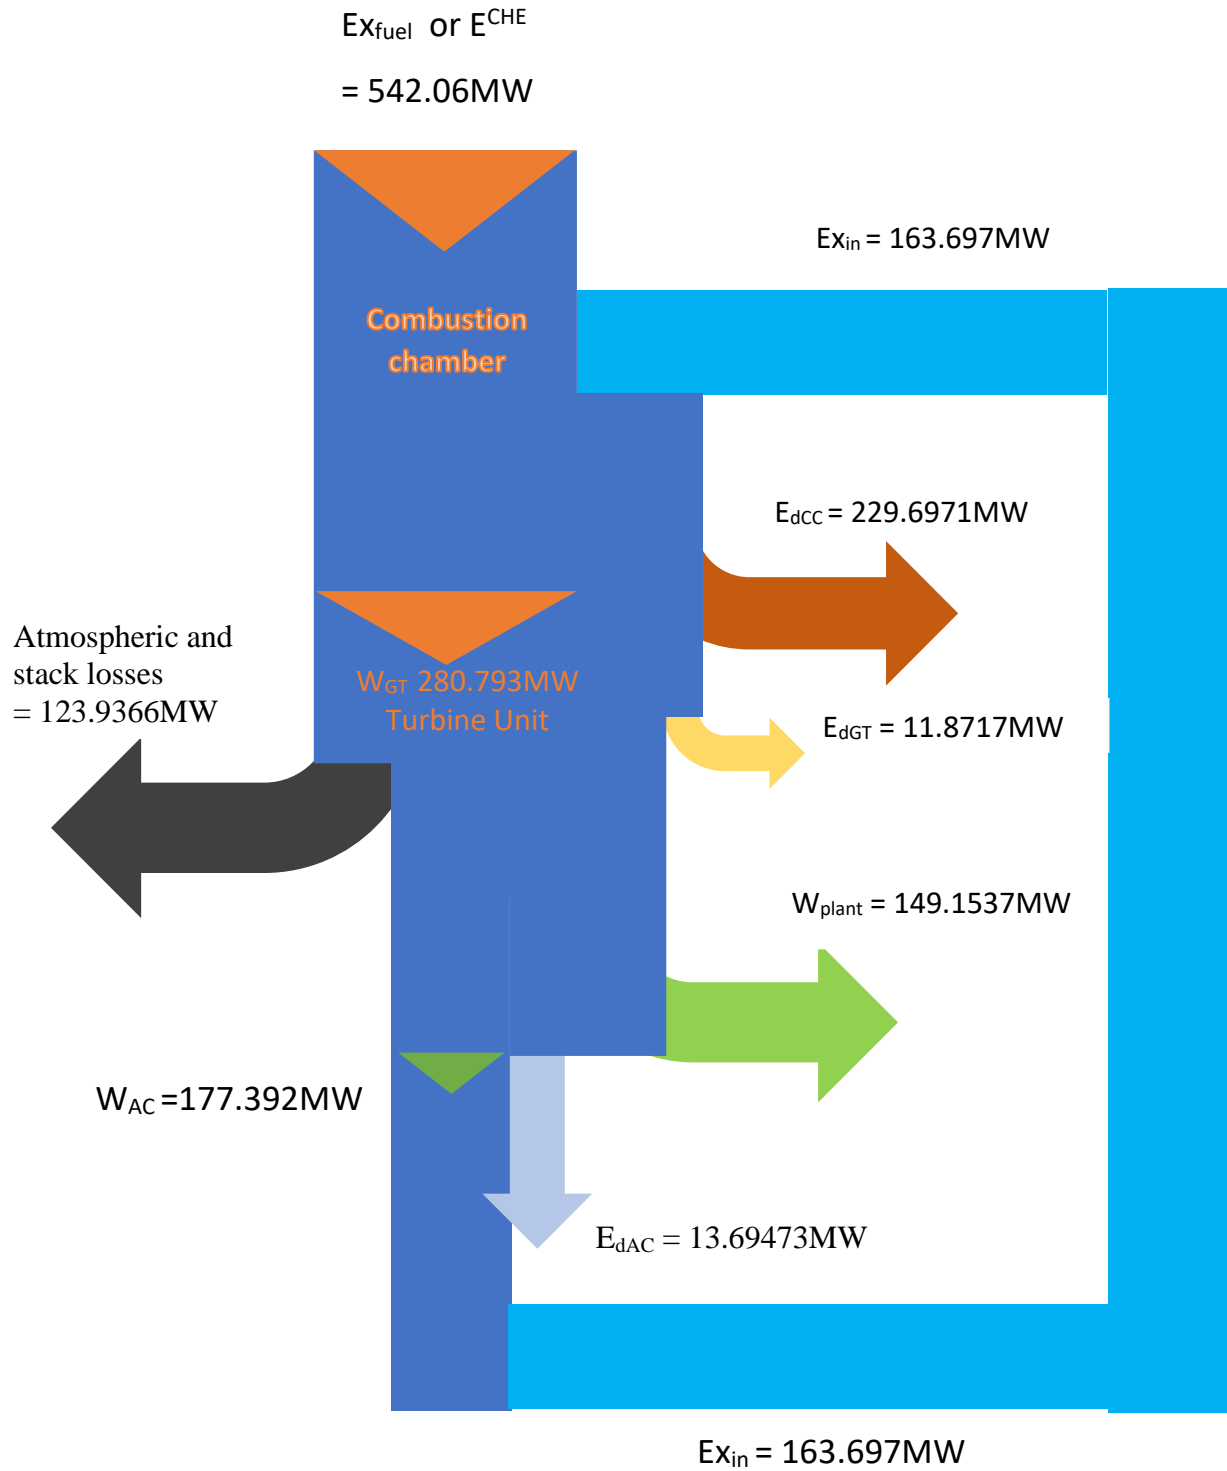 Exfuel or E^CHE
= 542.06MW
Exin = 163.697MW
Combustion
chamber
EdCC = 229.6971MW
Atmospheric and
stack losses
= 123.9366MW
WGT 280.793MW
Turbine Unit
EdGT = 11.8717MW
Wplant = 149.1537MW
WAC =177.392MW
EdAC = 13.69473MW
Exin = 163.697MW